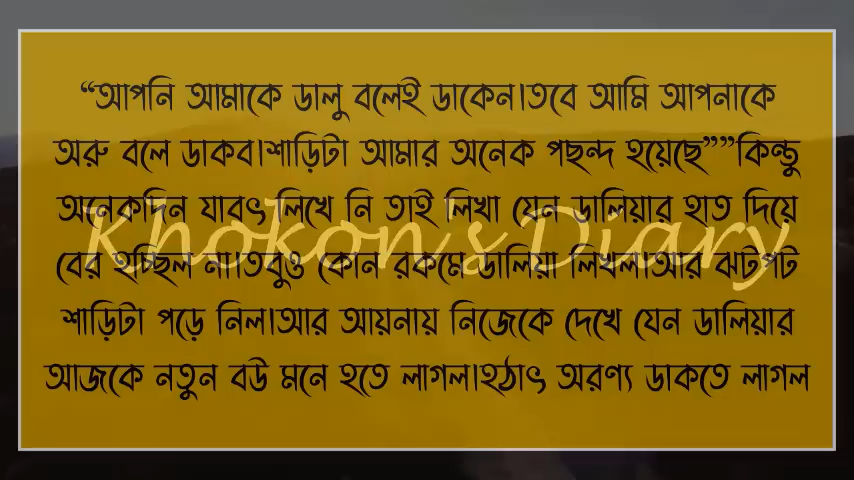 “আপনি আমাকে ডালু বলেই ডাকেন।তবে আমি আপনাকে
অরু বলে ডাকব।শাড়িটা আমার অনেক পছন্দ হয়েছে””কিন্তু
অনেকদিন যাবৎ লিখে নি তাই লিখা যেন ডালিয়ার হাত দিয়ে
Khokon's Diary
বের হচ্ছিল না।তবুও কোন রকমে ডালিয়া লিখল।আর ঝটপট
শাড়িটা পড়ে নিল।আর আয়নায় নিজেকে দেখে যেন ডালিয়ার
আজকে নতুন বউ মনে হতে লাগল।হঠাৎ অরণ্য ডাকতে লাগল